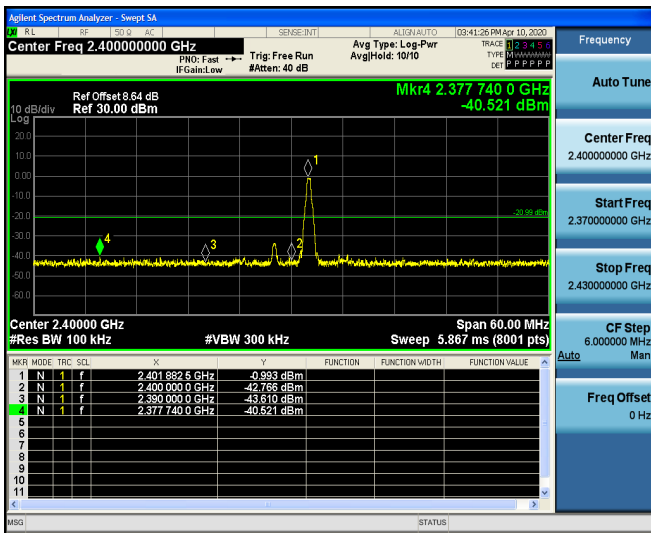 Agilent Spectrum Analyzer - Swept SA
LXI RL RF 50 Ω AC SENSE:INT ALIGN AUTO 03:41:26 PM Apr 10, 2020
Center Freq 2.400000000 GHz
PNO: Fast
IFGain:Low
Trig: Free Run
#Atten: 40 dB
Avg Type: Log-Pwr
Avg|Hold: 10/10
TRACE 1 2 3 4 5 6
TYPE M WWWWW
DET P P P P P P
Mkr4 2.377 740 0 GHz
-40.521 dBm
Ref Offset 8.64 dB
10 dB/div Ref 30.00 dBm
Log
20.0
10.0
0.00
-10.0
-20.0
-30.0
-40.0
-50.0
-60.0
1
-20.99 dBm
4
3
2
Center 2.40000 GHz Span 60.00 MHz
#Res BW 100 kHz #VBW 300 kHz Sweep 5.867 ms (8001 pts)
MKR MODE TRC SCL X Y FUNCTION FUNCTION WIDTH FUNCTION VALUE
1 N 1 f 2.401 882 5 GHz -0.993 dBm
2 N 1 f 2.400 000 0 GHz -42.766 dBm
3 N 1 f 2.390 000 0 GHz -43.610 dBm
4 N 1 f 2.377 740 0 GHz -40.521 dBm
5
6
7
8
9
10
11
MSG STATUS
Frequency
Auto Tune
Center Freq
2.400000000 GHz
Start Freq
2.370000000 GHz
Stop Freq
2.430000000 GHz
CF Step
6.000000 MHz
Auto Man
Freq Offset
0 Hz